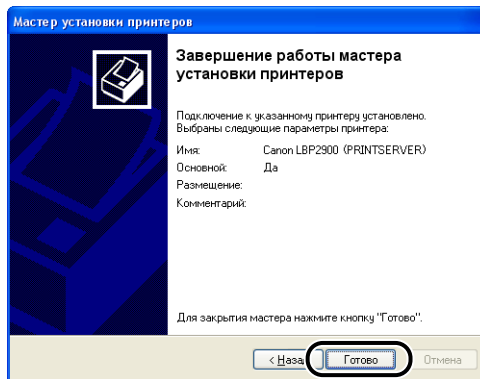 Мастер установки принтеров
Завершение работы мастера
установки принтеров
Подключение к указанному принтеру установлено.
Выбраны следующие параметры принтера:
Имя: Canon LBP2900 (PRINTSERVER)
Основной: Да
Размещение:
Комментарий:
Для закрытия мастера нажмите кнопку "Готово".
< Назад Готово Отмена